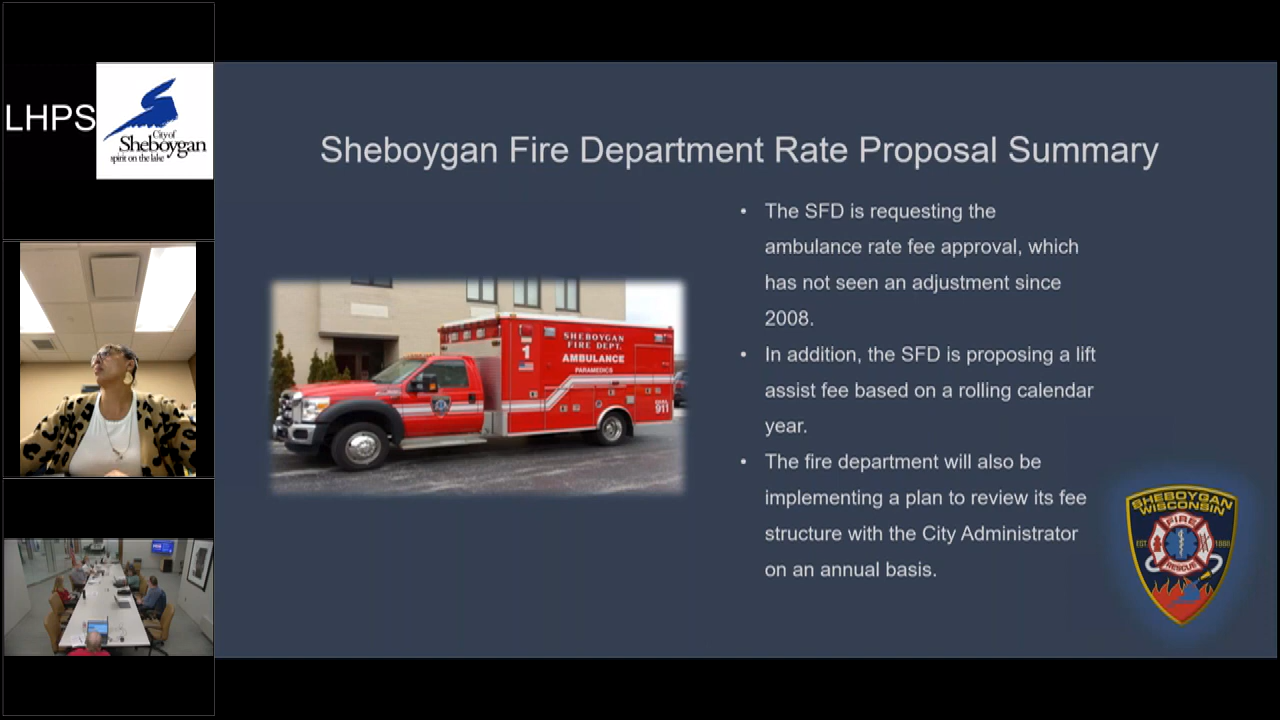 LHPS
City of
Sheboygan
spirit on the lake
Sheboygan Fire Department Rate Proposal Summary
• The SFD is requesting the
ambulance rate fee approval, which
has not seen an adjustment since
2008.
• In addition, the SFD is proposing a lift
assist fee based on a rolling calendar
year.
• The fire department will also be
implementing a plan to review its fee
structure with the City Administrator
on an annual basis.
SHEBOYGAN
FIRE DEPT.
1
AMBULANCE
PARAMEDICS
911
SHEBOYGAN
WISCONSIN
FIRE
EST. 1888
RESCUE